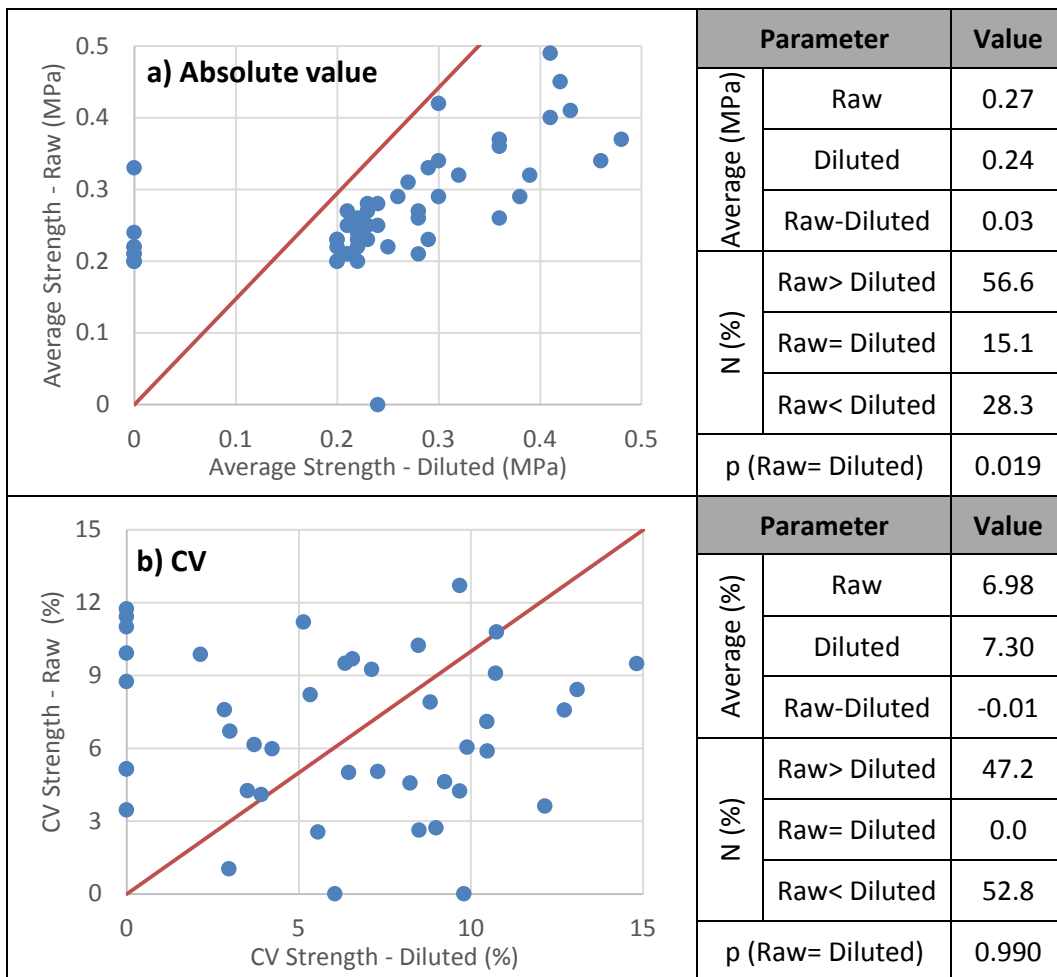 a) Absolute value
Average Strength - Raw (MPa)
0.5
0.4
0.3
0.2
0.1
0
0 0.1 0.2 0.3 0.4 0.5
Average Strength - Diluted (MPa)
Parameter Value
Average (MPa)
Raw 0.27
Diluted 0.24
Raw-Diluted 0.03
N (%)
Raw> Diluted 56.6
Raw= Diluted 15.1
Raw< Diluted 28.3
p (Raw= Diluted) 0.019
b) CV
CV Strength - Raw (%)
15
12
9
6
3
0
0 5 10 15
CV Strength - Diluted (%)
Parameter Value
Average (%)
Raw 6.98
Diluted 7.30
Raw-Diluted -0.01
N (%)
Raw> Diluted 47.2
Raw= Diluted 0.0
Raw< Diluted 52.8
p (Raw= Diluted) 0.990